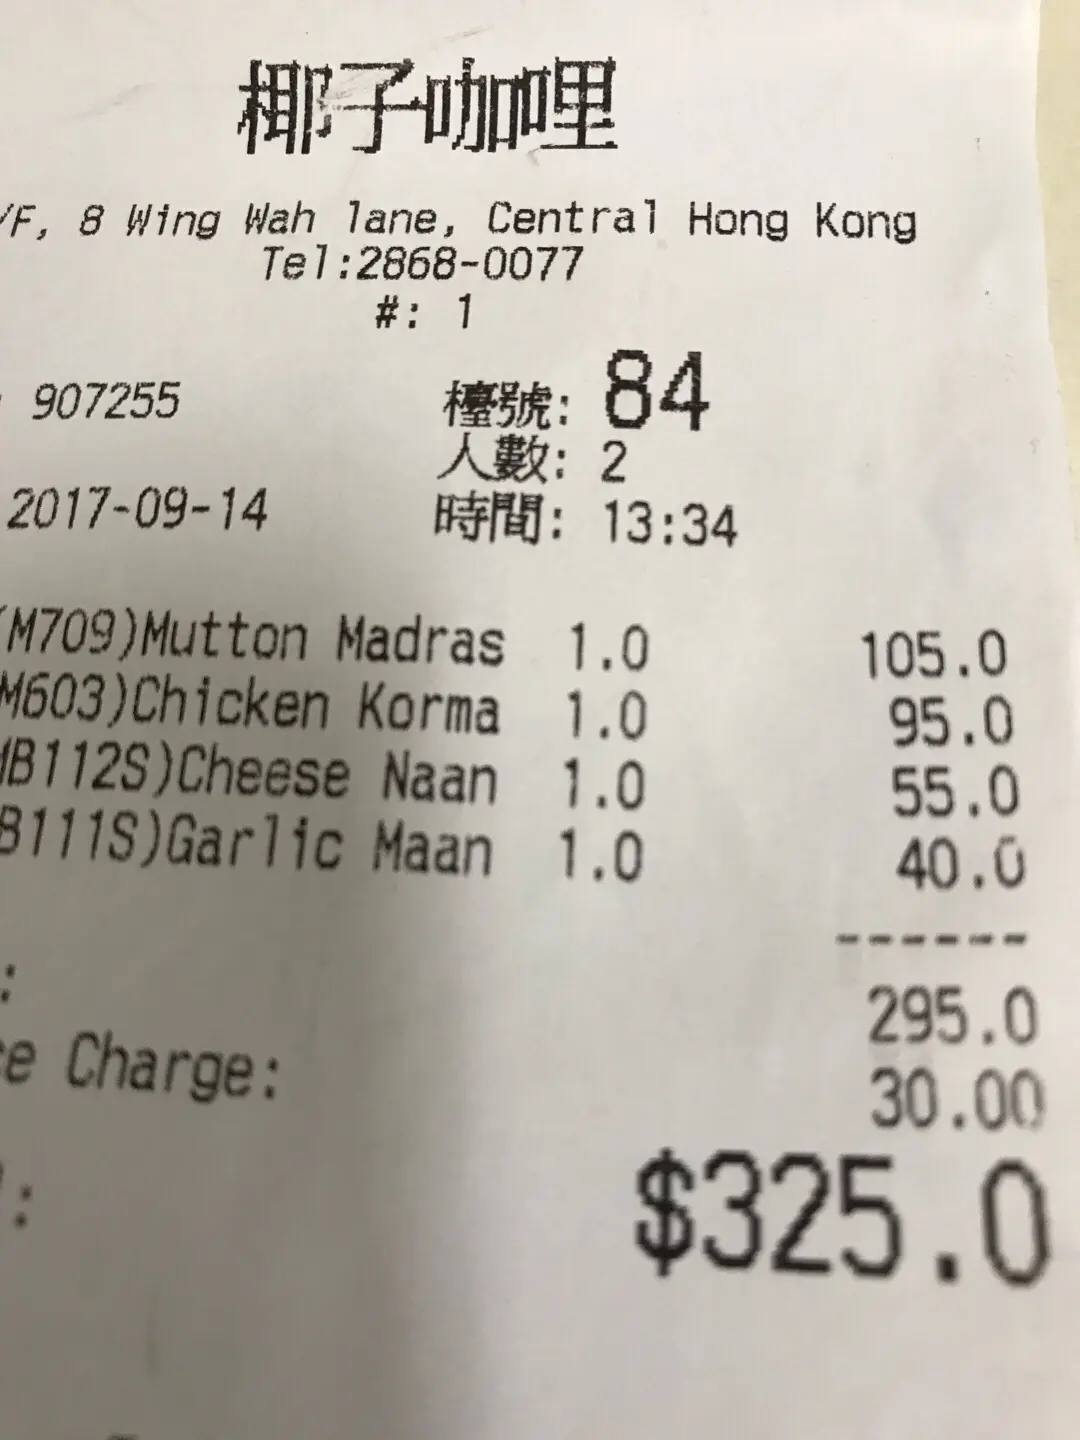 椰子咖哩
/F, 8 Wing Wah lane, Central Hong Kong
Tel:2868-0077
#: 1
907255 檯號: 84
人數: 2
2017-09-14 時間: 13:34
(M709)Mutton Madras 1.0 105.0
M603)Chicken Korma 1.0 95.0
MB112S)Cheese Naan 1.0 55.0
B111S)Garlic Maan 1.0 40.0
------
: 295.0
ce Charge: 30.00
: $325.0